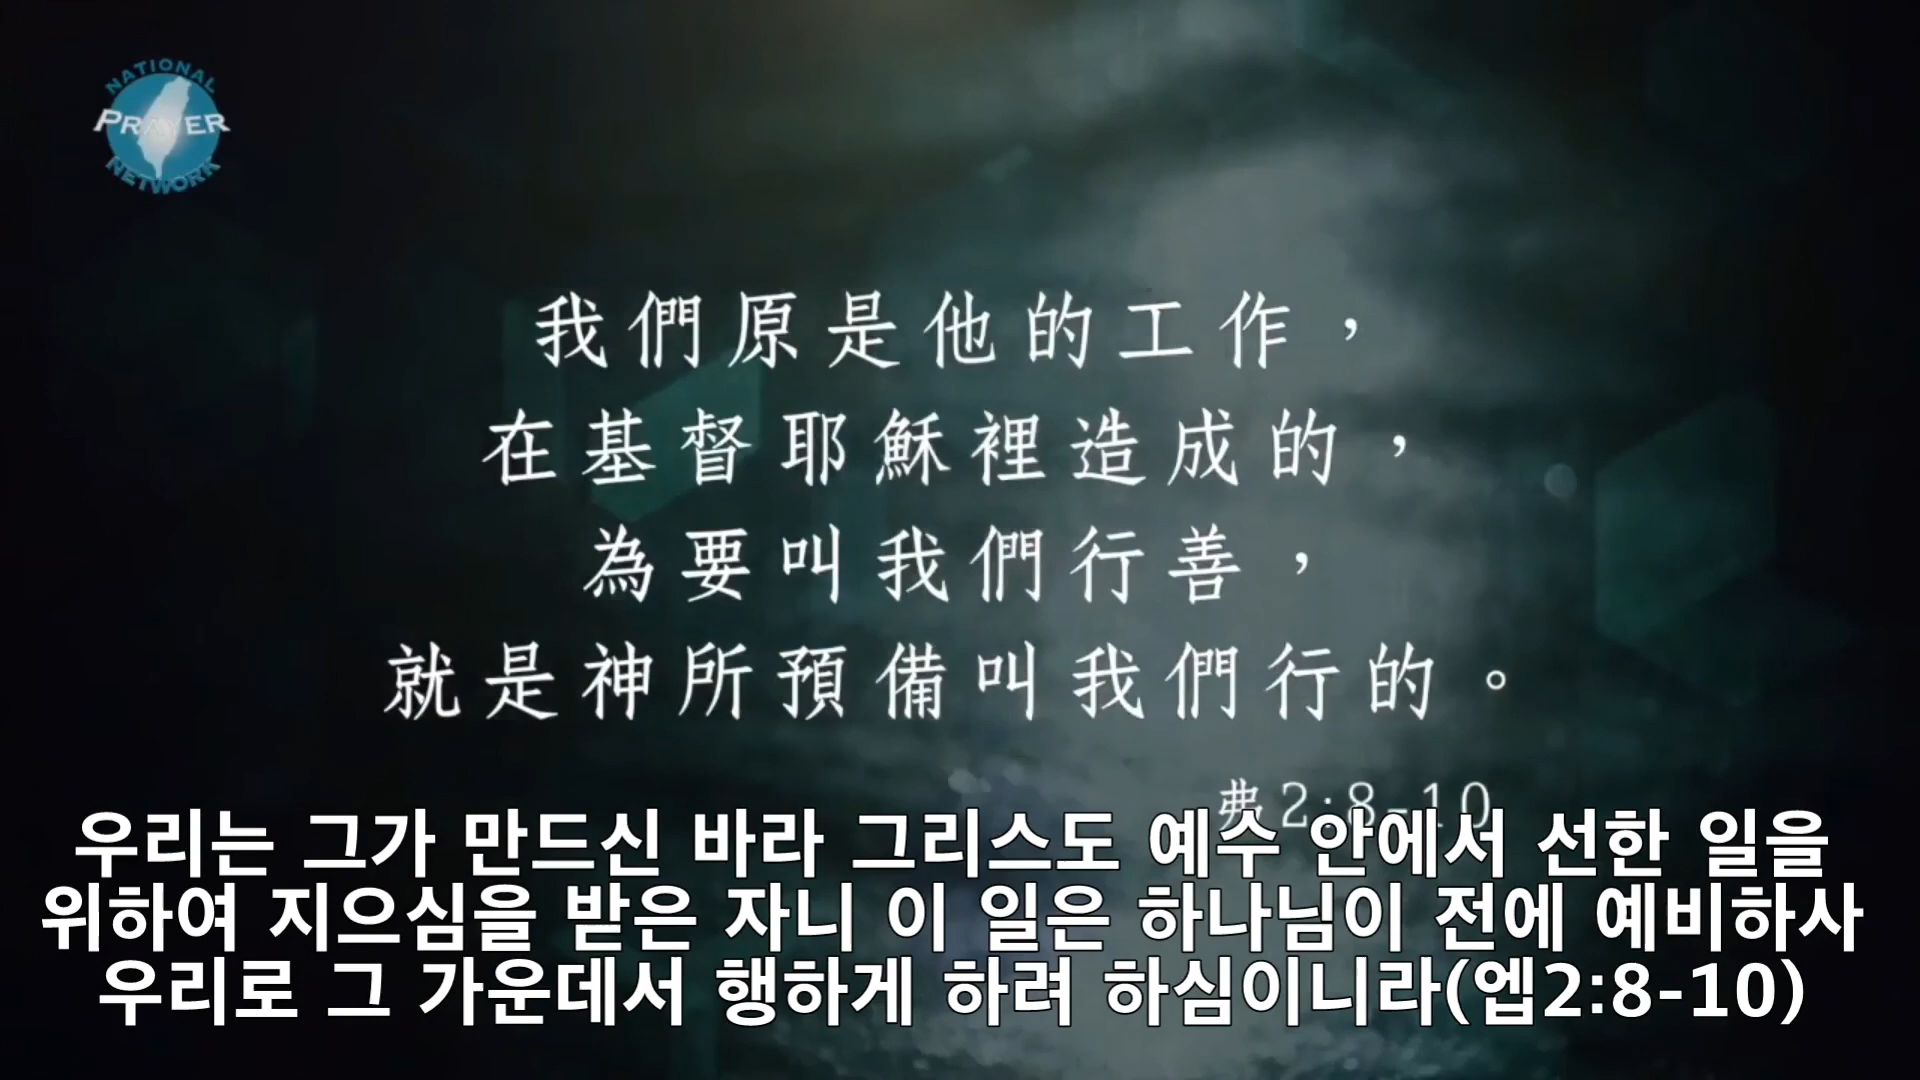 NATIONAL
PRAYER
NETWORK
我們原是他的工作，
在基督耶穌裡造成的，
為要叫我們行善，
就是神所預備叫我們行的。
弗2:8-10
우리는 그가 만드신 바라 그리스도 예수 안에서 선한 일을
위하여 지으심을 받은 자니 이 일은 하나님이 전에 예비하사
우리로 그 가운데서 행하게 하려 하심이니라(엡2:8-10)